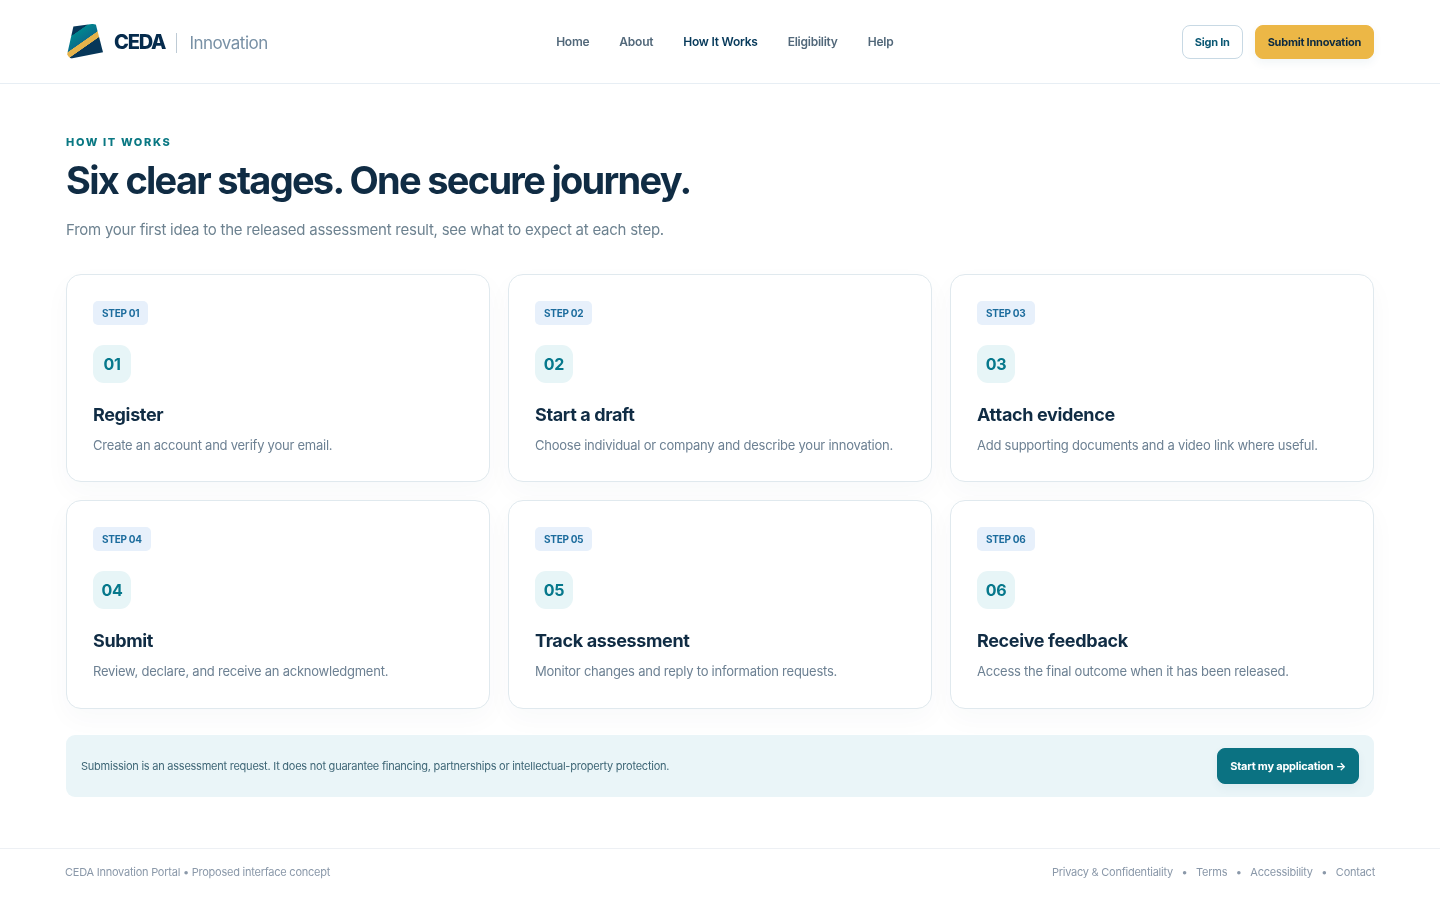 CEDA | Innovation
Home About How It Works Eligibility Help
Sign In Submit Innovation
HOW IT WORKS
Six clear stages. One secure journey.
From your first idea to the released assessment result, see what to expect at each step.
STEP 01
01
Register
Create an account and verify your email.
STEP 02
02
Start a draft
Choose individual or company and describe your innovation.
STEP 03
03
Attach evidence
Add supporting documents and a video link where useful.
STEP 04
04
Submit
Review, declare, and receive an acknowledgment.
STEP 05
05
Track assessment
Monitor changes and reply to information requests.
STEP 06
06
Receive feedback
Access the final outcome when it has been released.
Submission is an assessment request. It does not guarantee financing, partnerships or intellectual-property protection.
Start my application →
CEDA Innovation Portal • Proposed interface concept
Privacy & Confidentiality • Terms • Accessibility • Contact